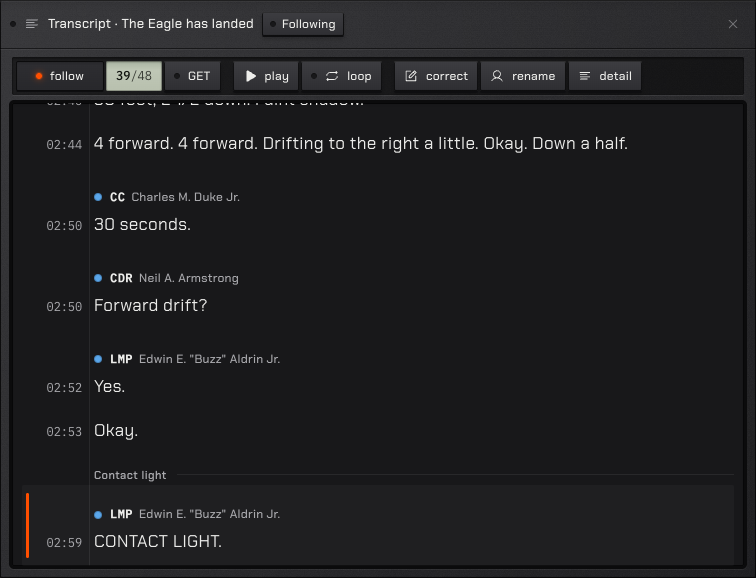 Transcript · The Eagle has landed Following
follow 39/48 GET play loop correct rename detail
02:44 4 forward. 4 forward. Drifting to the right a little. Okay. Down a half.
CC Charles M. Duke Jr.
02:50 30 seconds.
CDR Neil A. Armstrong
02:50 Forward drift?
LMP Edwin E. "Buzz" Aldrin Jr.
02:52 Yes.
02:53 Okay.
Contact light
LMP Edwin E. "Buzz" Aldrin Jr.
02:59 CONTACT LIGHT.